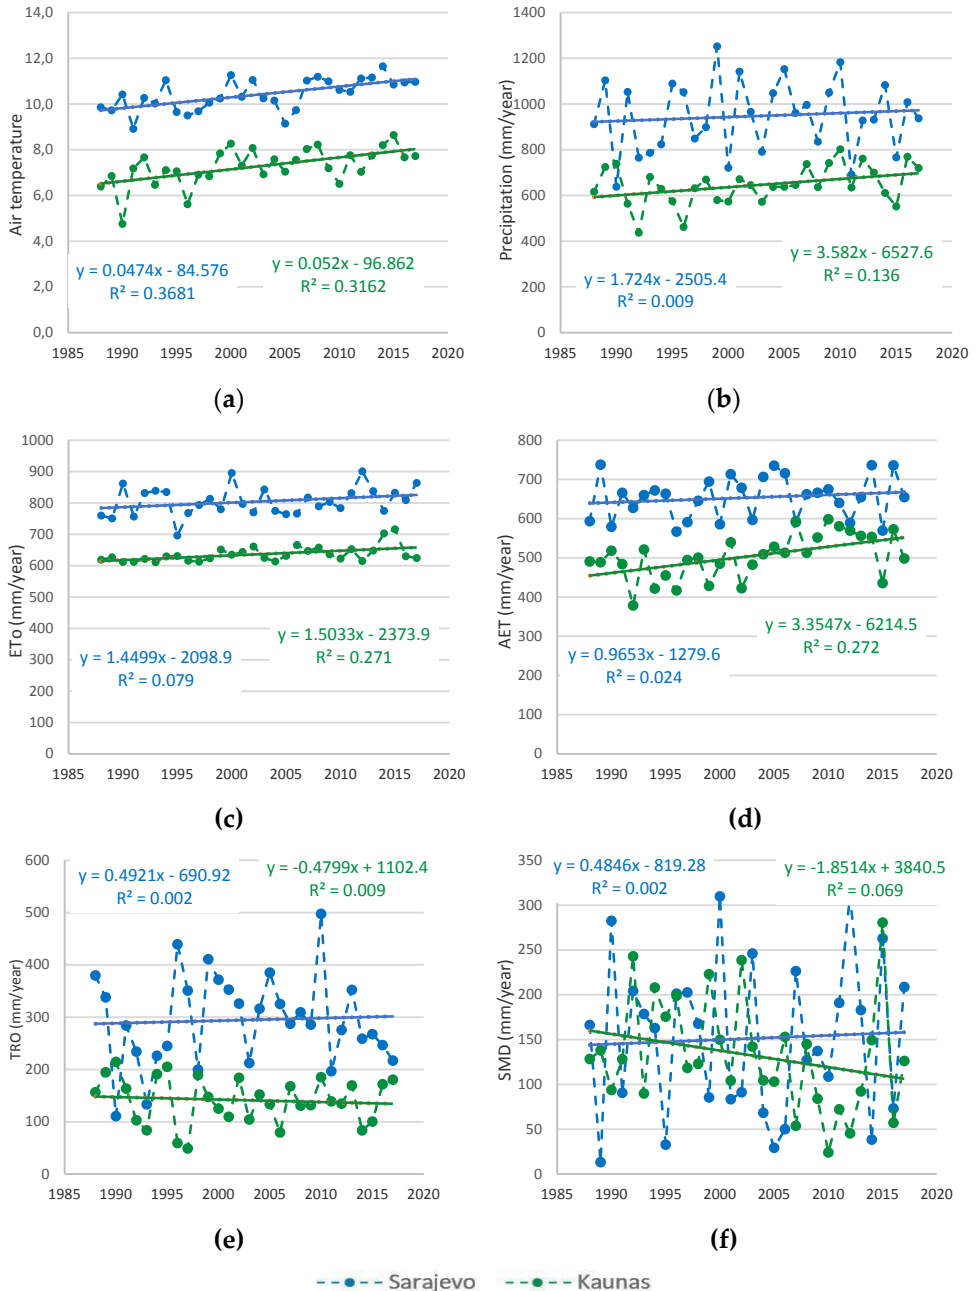 14,0
12,0
10,0
8,0
6,0
4,0
2,0
0,0
Air temperature
y = 0.0474x - 84.576
R² = 0.3681
y = 0.052x - 96.862
R² = 0.3162
1985 1990 1995 2000 2005 2010 2015 2020
(a)
1400
1200
1000
800
600
400
200
0
Precipitation (mm/year)
y = 1.724x - 2505.4
R² = 0.009
y = 3.582x - 6527.6
R² = 0.136
1985 1990 1995 2000 2005 2010 2015 2020
(b)
1000
900
800
700
600
500
400
300
200
100
0
ETo (mm/year)
y = 1.4499x - 2098.9
R² = 0.079
y = 1.5033x - 2373.9
R² = 0.271
1985 1990 1995 2000 2005 2010 2015 2020
(c)
800
700
600
500
400
300
200
100
0
AET (mm/year)
y = 0.9653x - 1279.6
R² = 0.024
y = 3.3547x - 6214.5
R² = 0.272
1985 1990 1995 2000 2005 2010 2015 2020
(d)
600
500
400
300
200
100
0
TRO (mm/year)
y = 0.4921x - 690.92
R² = 0.002
y = -0.4799x + 1102.4
R² = 0.009
1985 1990 1995 2000 2005 2010 2015 2020
(e)
350
300
250
200
150
100
50
0
SMD (mm/year)
y = 0.4846x - 819.28
R² = 0.002
y = -1.8514x + 3840.5
R² = 0.069
1985 1990 1995 2000 2005 2010 2015 2020
(f)
Sarajevo Kaunas